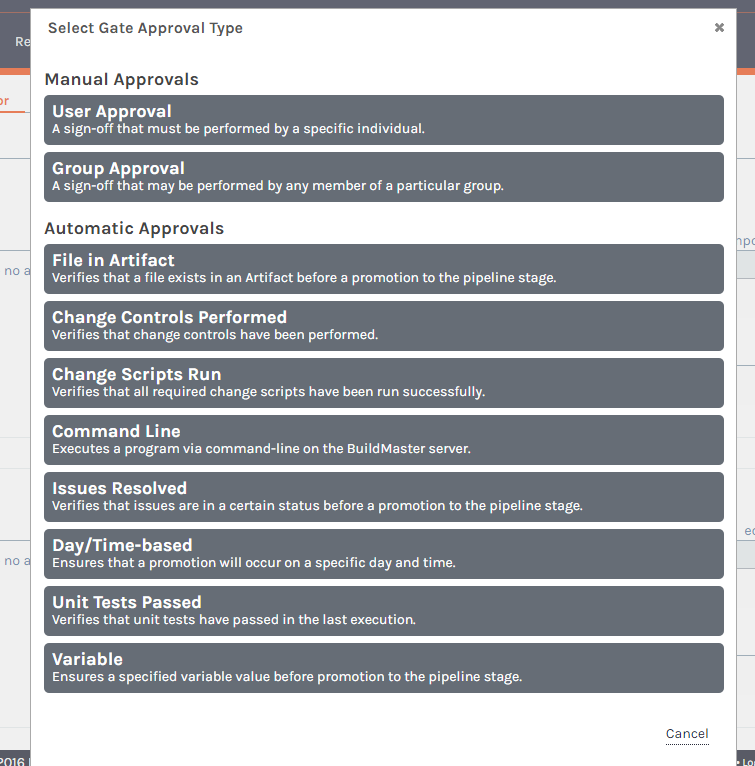 Select Gate Approval Type
Re
or
Manual Approvals
User Approval
A sign-off that must be performed by a specific individual.
Group Approval
A sign-off that may be performed by any member of a particular group.
Automatic Approvals
File in Artifact
Verifies that a file exists in an Artifact before a promotion to the pipeline stage.
no a
Change Controls Performed
Verifies that change controls have been performed.
Change Scripts Run
Verifies that all required change scripts have been run successfully.
Command Line
Executes a program via command-line on the BuildMaster server.
Issues Resolved
Verifies that issues are in a certain status before a promotion to the pipeline stage.
Day/Time-based
Ensures that a promotion will occur on a specific day and time.
no a
Unit Tests Passed
Verifies that unit tests have passed in the last execution.
Variable
Ensures a specified variable value before promotion to the pipeline stage.
Cancel
2016